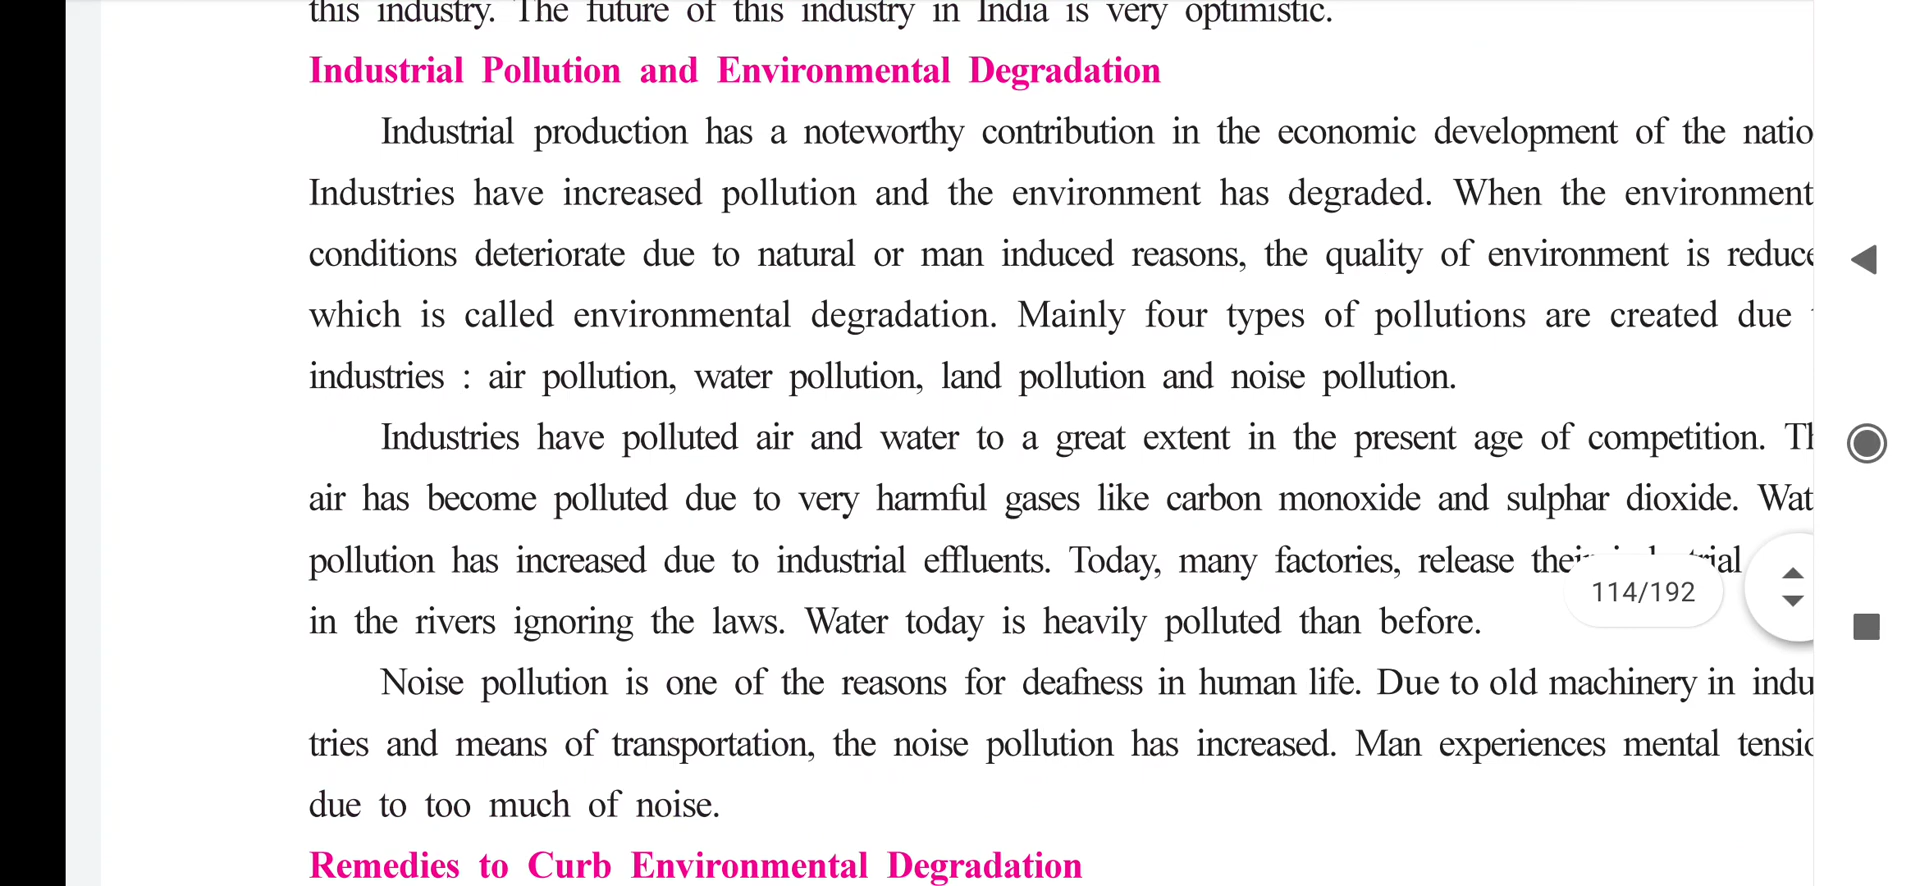 this industry. The future of this industry in India is very optimistic.
Industrial Pollution and Environmental Degradation
Industrial production has a noteworthy contribution in the economic development of the natio
Industries have increased pollution and the environment has degraded. When the environment
conditions deteriorate due to natural or man induced reasons, the quality of environment is reduce
which is called environmental degradation. Mainly four types of pollutions are created due
industries : air pollution, water pollution, land pollution and noise pollution.
Industries have polluted air and water to a great extent in the present age of competition. Th
air has become polluted due to very harmful gases like carbon monoxide and sulphar dioxide. Wat
pollution has increased due to industrial effluents. Today, many factories, release
114/192
in the rivers ignoring the laws. Water today is heavily polluted than before.
Noise pollution is one of the reasons for deafness in human life. Due to old machinery in indu
tries and means of transportation, the noise pollution has increased. Man experiences mental tensio
due to too much of noise.
Remedies to Curb Environmental Degradation